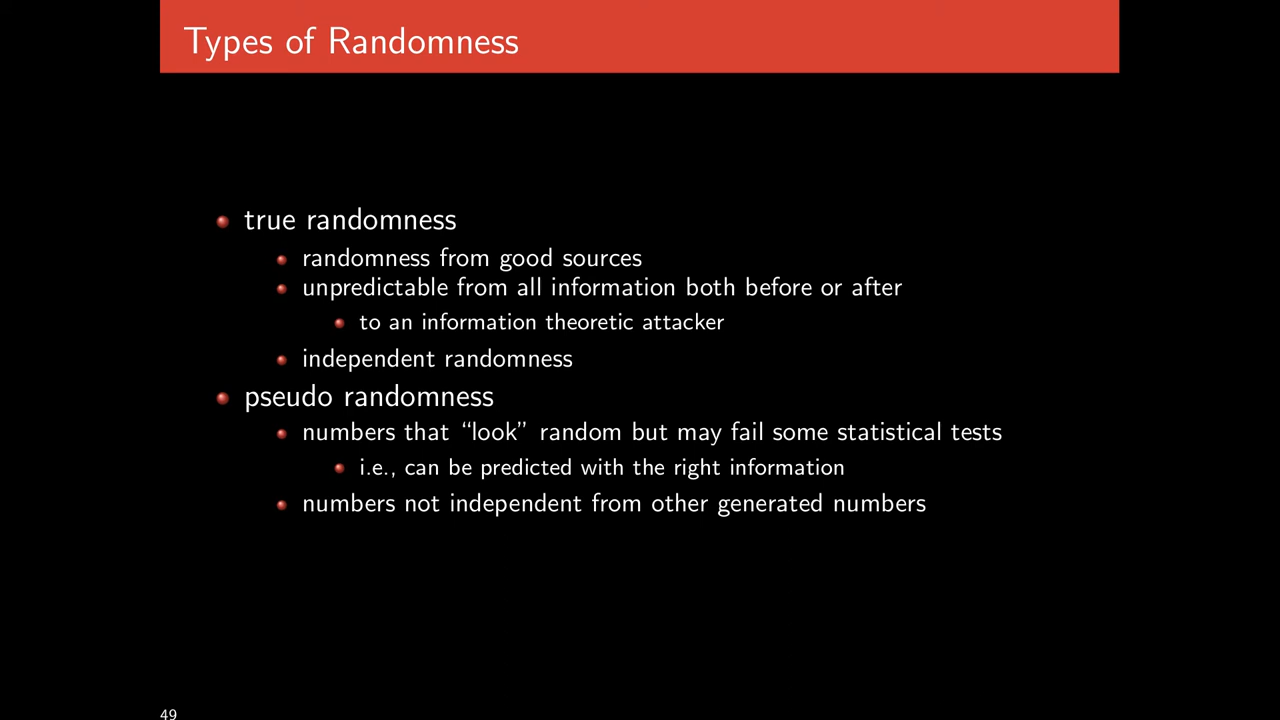 Types of Randomness
true randomness
randomness from good sources
unpredictable from all information both before or after
to an information theoretic attacker
independent randomness
pseudo randomness
numbers that “look” random but may fail some statistical tests
i.e., can be predicted with the right information
numbers not independent from other generated numbers
49